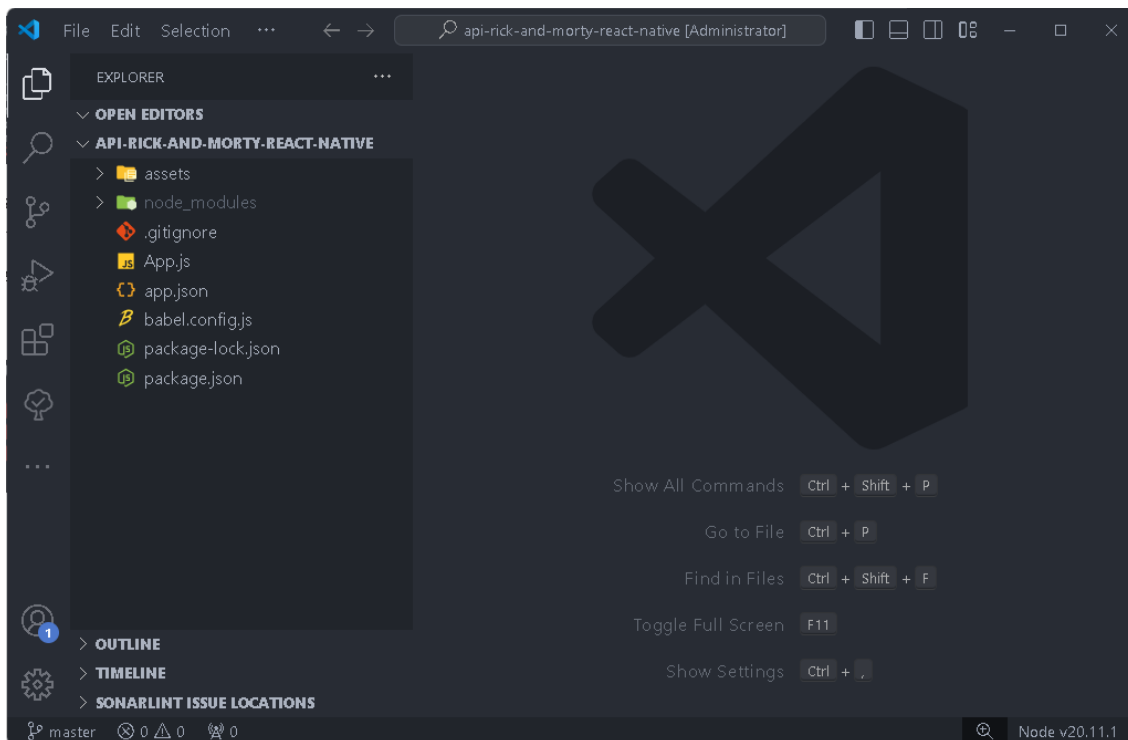 File Edit Selection ··· api-rick-and-morty-react-native [Administrator]
EXPLORER ···
OPEN EDITORS
API-RICK-AND-MORTY-REACT-NATIVE
assets
node_modules
.gitignore
JS App.js
{} app.json
B babel.config.js
JS package-lock.json
JS package.json
OUTLINE
TIMELINE
SONARLINT ISSUE LOCATIONS
Show All Commands Ctrl + Shift + P
Go to File Ctrl + P
Find in Files Ctrl + Shift + F
Toggle Full Screen F11
Show Settings Ctrl + ,
1
master 0 0 0 Node v20.11.1